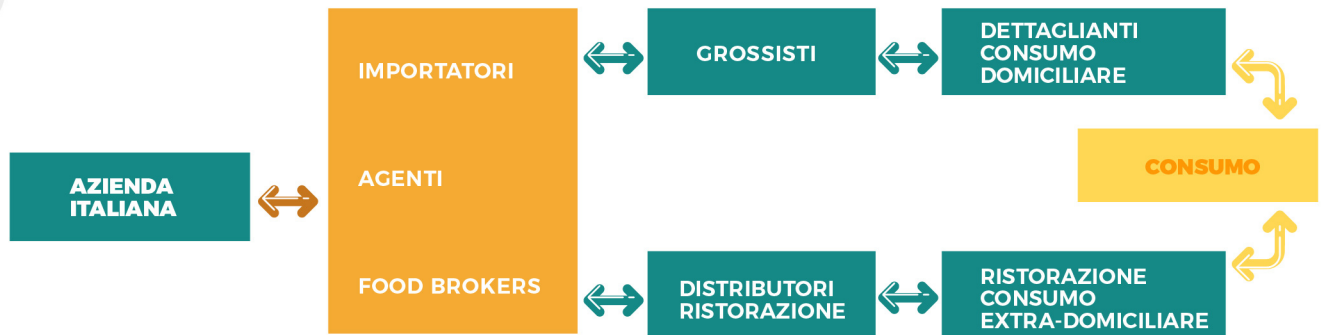 AZIENDA
ITALIANA
IMPORTATORI
AGENTI
FOOD BROKERS
GROSSISTI
DETTAGLIANTI
CONSUMO
DOMICILIARE
DISTRIBUTORI
RISTORAZIONE
RISTORAZIONE
CONSUMO
EXTRA-DOMICILIARE
CONSUMO